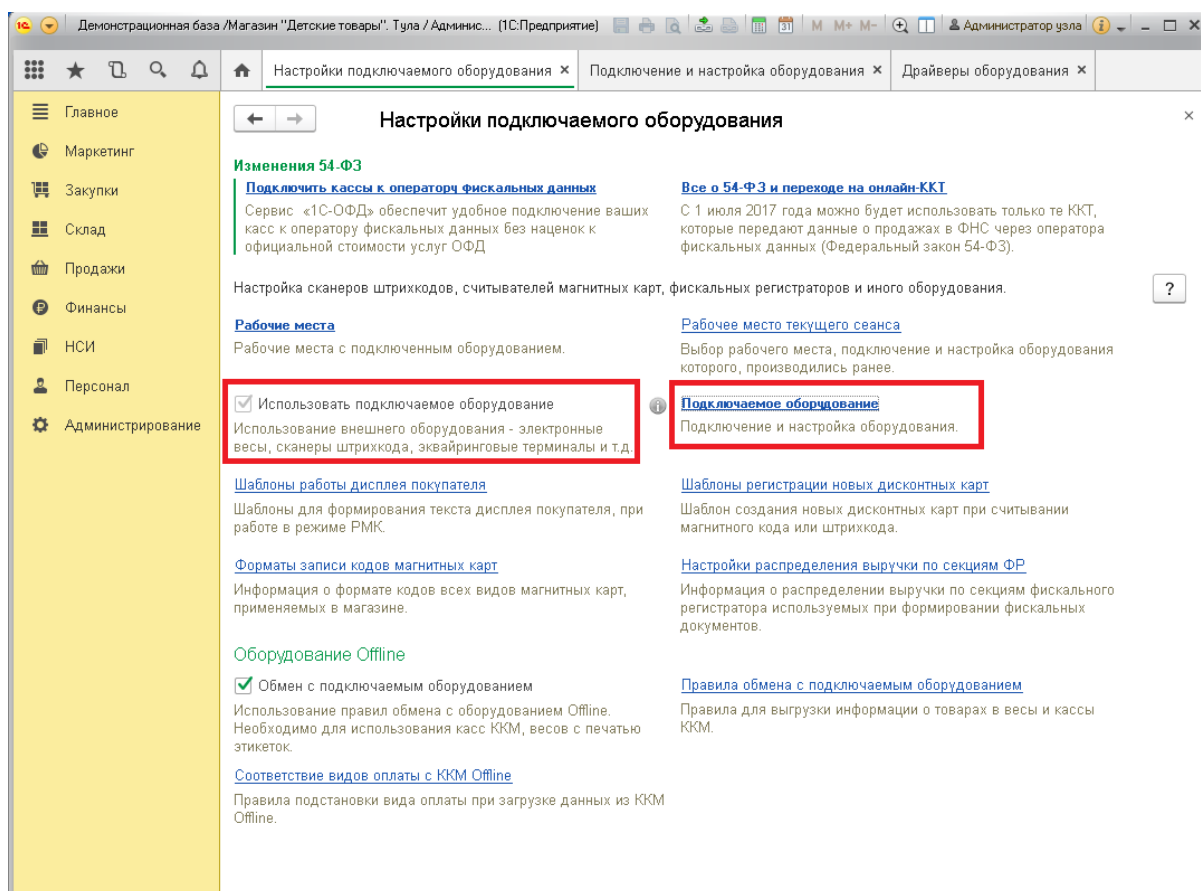 Демонстрационная база /Магазин "Детские товары". Тула / Админис... (1С:Предприятие)
M M+ M- Администратор узла
Настройки подключаемого оборудования × Подключение и настройка оборудования × Драйверы оборудования ×
Главное
Маркетинг
Закупки
Склад
Продажи
Финансы
НСИ
Персонал
Администрирование
Настройки подключаемого оборудования
Изменения 54-ФЗ
Подключить кассы к оператору фискальных данных
Сервис «1С-ОФД» обеспечит удобное подключение ваших
касс к оператору фискальных данных без наценок к
официальной стоимости услуг ОФД
Все о 54-ФЗ и переходе на онлайн-ККТ
С 1 июля 2017 года можно будет использовать только те ККТ,
которые передают данные о продажах в ФНС через оператора
фискальных данных (Федеральный закон 54-ФЗ).
Настройка сканеров штрихкодов, считывателей магнитных карт, фискальных регистраторов и иного оборудования.
?
Рабочие места
Рабочие места с подключенным оборудованием.
Рабочее место текущего сеанса
Выбор рабочего места, подключение и настройка оборудования
которого, производились ранее.
Использовать подключаемое оборудование
Использование внешнего оборудования - электронные
весы, сканеры штрихкода, эквайринговые терминалы и т.д.
Подключаемое оборудование
Подключение и настройка оборудования.
Шаблоны работы дисплея покупателя
Шаблоны для формирования текста дисплея покупателя, при
работе в режиме РМК.
Шаблоны регистрации новых дисконтных карт
Шаблон создания новых дисконтных карт при считывании
магнитного кода или штрихкода.
Форматы записи кодов магнитных карт
Информация о формате кодов всех видов магнитных карт,
применяемых в магазине.
Настройки распределения выручки по секциям ФР
Информация о распределении выручки по секциям фискального
регистратора используемых при формировании фискальных
документов.
Оборудование Offline
Обмен с подключаемым оборудованием
Использование правил обмена с оборудованием Offline.
Необходимо для использования касс ККМ, весов с печатью
этикеток.
Правила обмена с подключаемым оборудованием
Правила для выгрузки информации о товарах в весы и кассы
ККМ.
Соответствие видов оплаты с ККМ Offline
Правила подстановки вида оплаты при загрузке данных из ККМ
Offline.